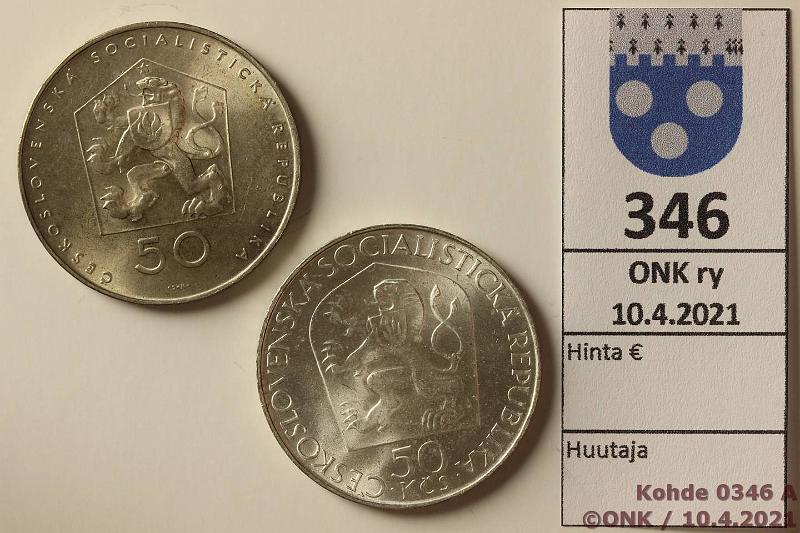 ČESKOSLOVENSKÁ SOCIALISTICKÁ REPUBLIKA
50
ČESKOSLOVENSKÁ SOCIALISTICKÁ REPUBLIKA
50
KČS
346
ONK ry
10.4.2021
Hinta €
Huutaja
Kohde 0346 A
©ONK / 10.4.2021